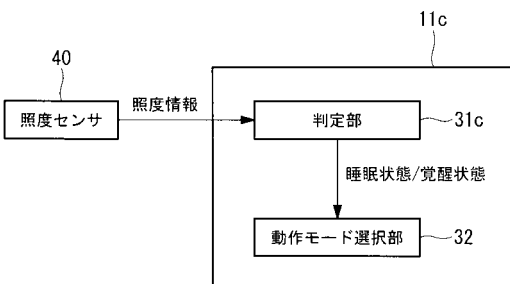 11c
40
照度センサ
照度情報
判定部
31c
睡眠状態/覚醒状態
動作モード選択部
32